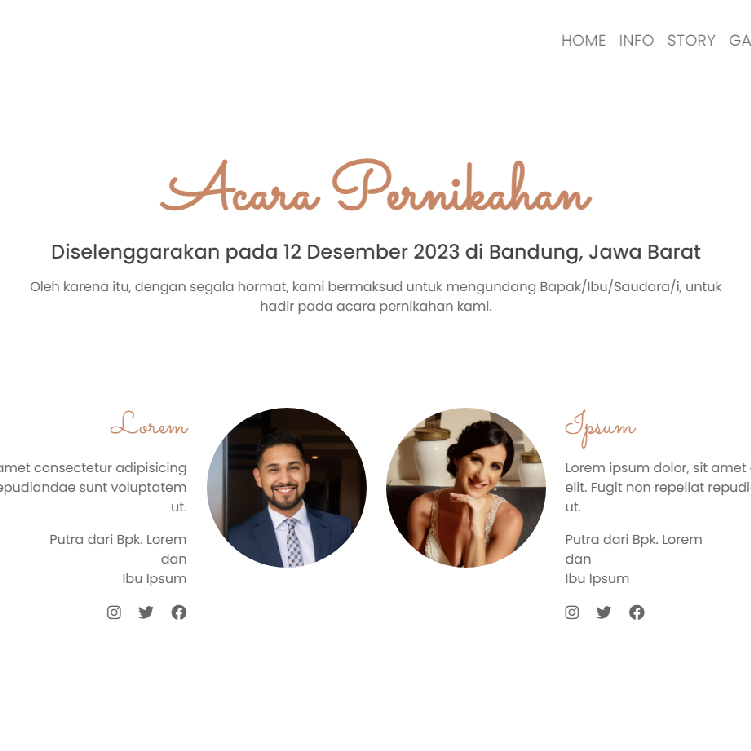 HOME INFO STORY GA
Acara Pernikahan
Diselenggarakan pada 12 Desember 2023 di Bandung, Jawa Barat
Oleh karena itu, dengan segala hormat, kami bermaksud untuk mengundang Bapak/Ibu/Saudara/i, untuk
hadir pada acara pernikahan kami.
Lorem
amet consectetur adipisicing
epudiandae sunt voluptatem
ut.
Putra dari Bpk. Lorem
dan
Ibu Ipsum
Ipsum
Lorem ipsum dolor, sit amet
elit. Fugit non repellat repudi
ut.
Putra dari Bpk. Lorem
dan
Ibu Ipsum